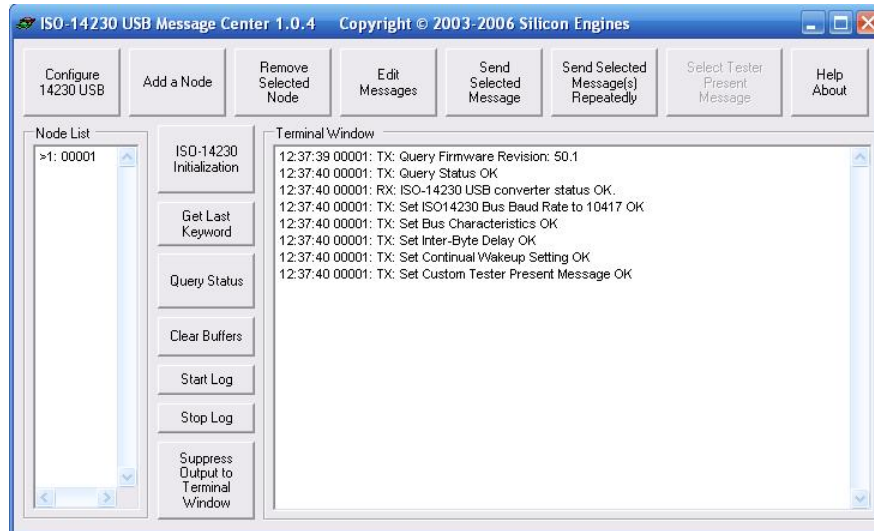 ISO-14230 USB Message Center 1.0.4 Copyright © 2003-2006 Silicon Engines
Configure
14230 USB
Add a Node
Remove
Selected
Node
Edit
Messages
Send
Selected
Message
Send Selected
Message(s)
Repeatedly
Select Tester
Present
Message
Help
About
Node List
>1: 00001
ISO-14230
Initialization
Get Last
Keyword
Query Status
Clear Buffers
Start Log
Stop Log
Suppress
Output to
Terminal
Window
Terminal Window
12:37:39 00001: TX: Query Firmware Revision: 50.1
12:37:40 00001: TX: Query Status OK
12:37:40 00001: RX: ISO-14230 USB converter status OK.
12:37:40 00001: TX: Set ISO14230 Bus Baud Rate to 10417 OK
12:37:40 00001: TX: Set Bus Characteristics OK
12:37:40 00001: TX: Set Inter-Byte Delay OK
12:37:40 00001: TX: Set Continual Wakeup Setting OK
12:37:40 00001: TX: Set Custom Tester Present Message OK